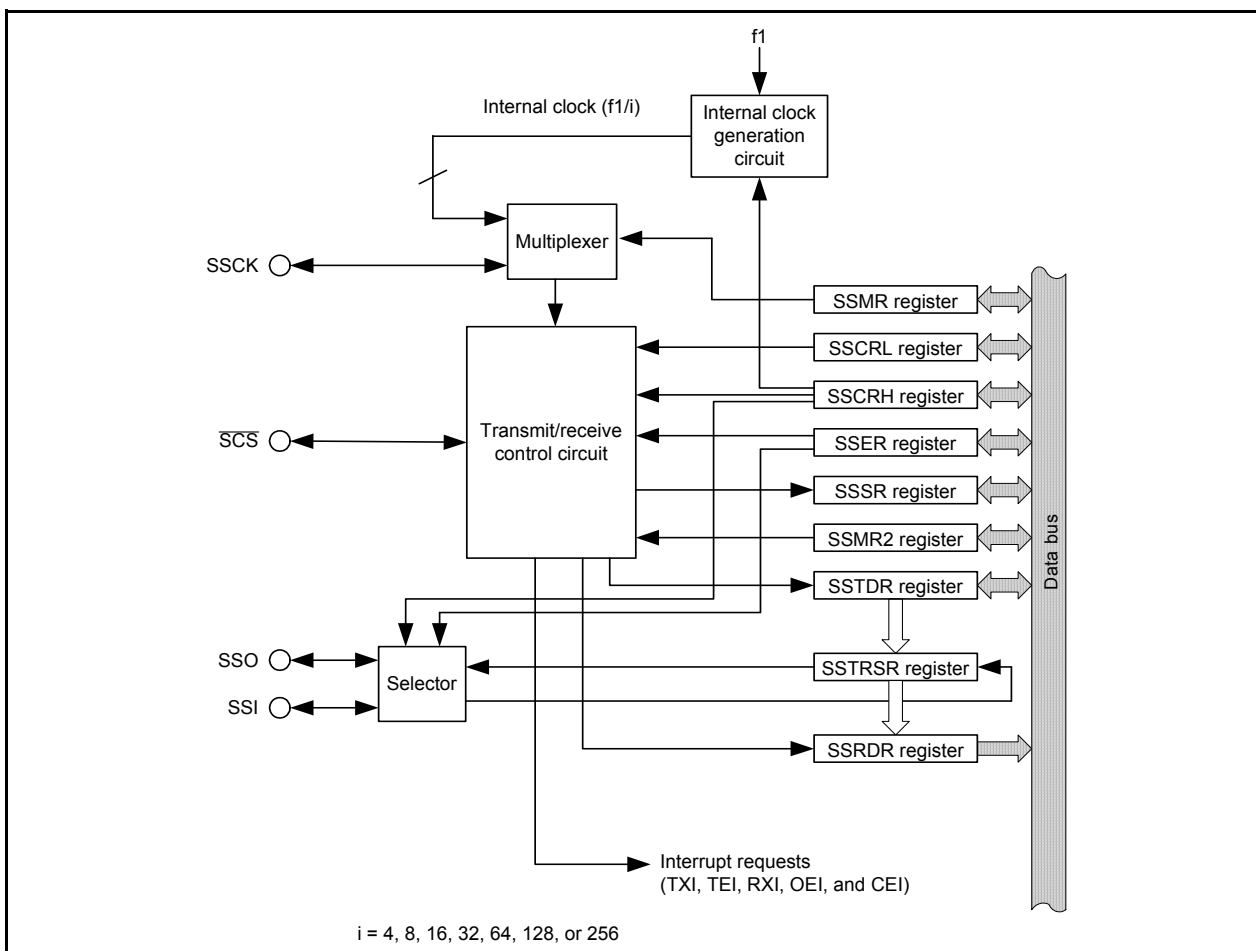 f1
Internal clock (f1/i)
Internal clock
generation
circuit
Multiplexer
SSCK
SSMR register
SSCRL register
SSCRH register
SCS
Transmit/receive
control circuit
SSER register
SSSR register
SSMR2 register
Data bus
SSTDR register
SSO
SSTRSR register
Selector
SSI
SSRDR register
Interrupt requests
(TXI, TEI, RXI, OEI, and CEI)
i = 4, 8, 16, 32, 64, 128, or 256